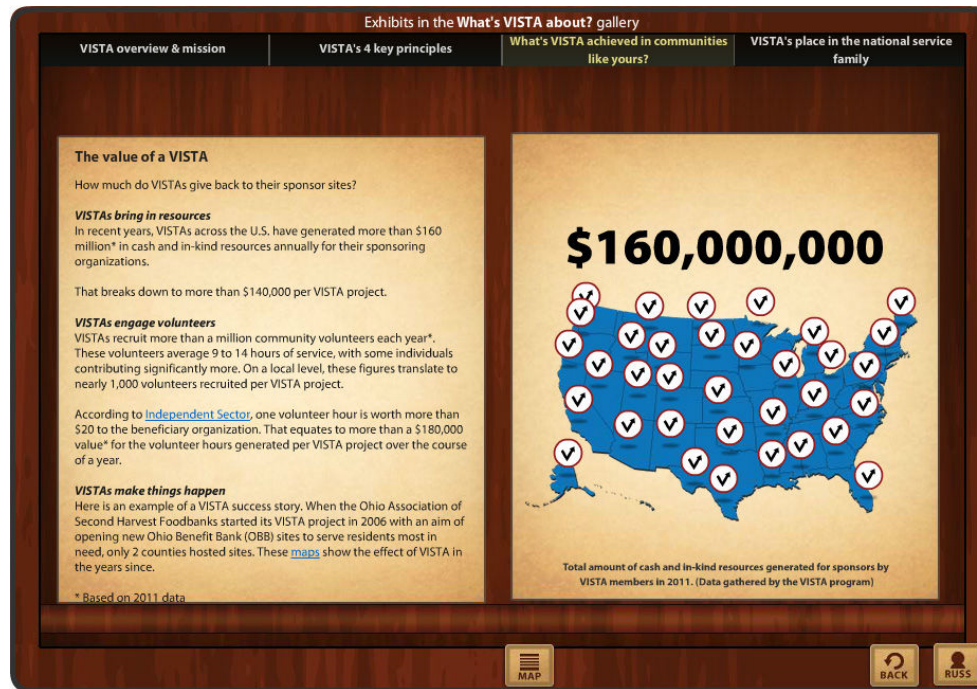 Exhibits in the What's VISTA about? gallery
VISTA overview & mission
VISTA's 4 key principles
What's VISTA achieved in communities
like yours?
VISTA's place in the national service
family
The value of a VISTA
How much do VISTAs give back to their sponsor sites?
VISTAs bring in resources
In recent years, VISTAs across the U.S. have generated more than $160
million* in cash and in-kind resources annually for their sponsoring
organizations.
That breaks down to more than $140,000 per VISTA project.
VISTAs engage volunteers
VISTAs recruit more than a million community volunteers each year*.
These volunteers average 9 to 14 hours of service, with some individuals
contributing significantly more. On a local level, these figures translate to
nearly 1,000 volunteers recruited per VISTA project.
According to Independent Sector, one volunteer hour is worth more than
$20 to the beneficiary organization. That equates to more than a $180,000
value* for the volunteer hours generated per VISTA project over the course
of a year.
VISTAs make things happen
Here is an example of a VISTA success story. When the Ohio Association of
Second Harvest Foodbanks started its VISTA project in 2006 with an aim of
opening new Ohio Benefit Bank (OBB) sites to serve residents most in
need, only 2 counties hosted sites. These maps show the effect of VISTA in
the years since.
* Based on 2011 data
$160,000,000
Total amount of cash and in-kind resources generated for sponsors by
VISTA members in 2011. (Data gathered by the VISTA program)
MAP
BACK
RUSS